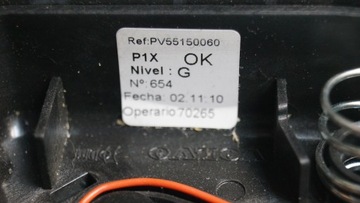 Ref:PV55150060
P1X OK
Nivel : G
Nº: 654
Fecha: 02.11.10
Operario 70265